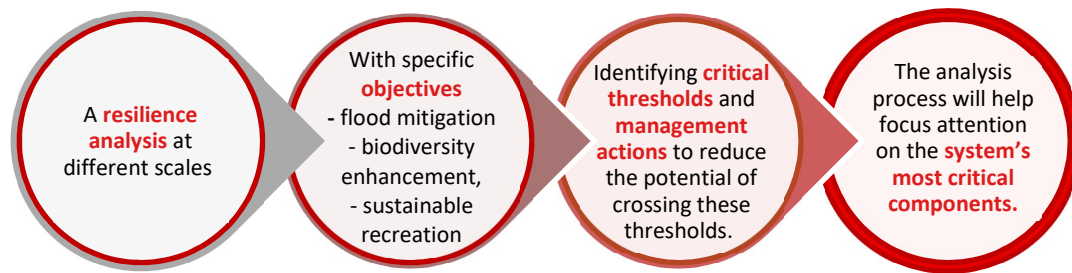 A resilience
analysis at
different scales
With specific
objectives
- flood mitigation
- biodiversity
enhancement,
- sustainable
recreation
Identifying critical
thresholds and
management
actions to reduce
the potential of
crossing these
thresholds.
The analysis
process will help
focus attention
on the system's
most critical
components.